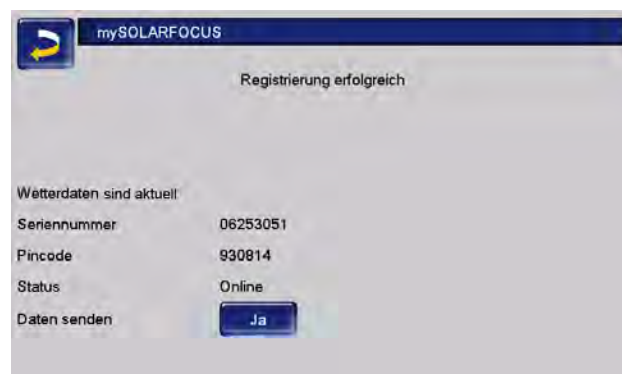 mySOLARFOCUS
Registrierung erfolgreich
Wetterdaten sind aktuell
Seriennummer 06253051
Pincode 930814
Status Online
Daten senden Ja